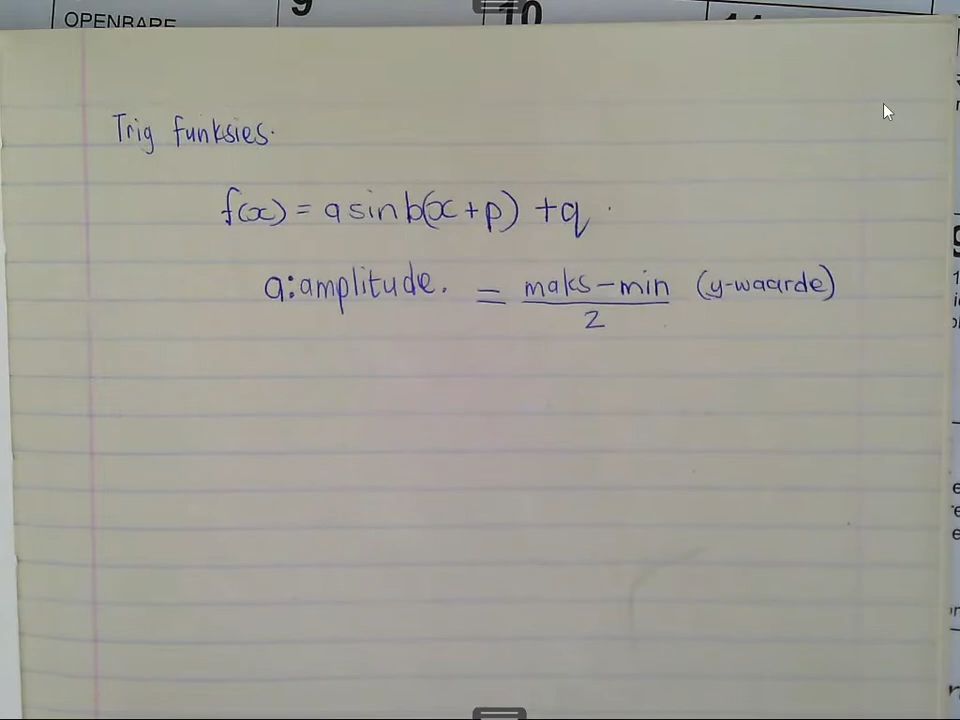 OPENBARE
9
10
Trig funksies.
f(x) = a sin b(x + p) + q.
a: amplitude. = maks - min / 2 (y-waarde)